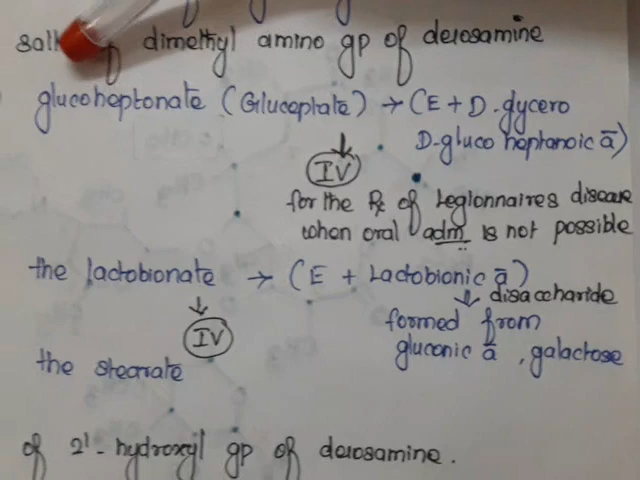 dimethyl amino gp of desosamine
glucoheptonate (Gluceptate) → (E + D-glycero
D-gluco heptanoic ā)
IV
for the Rx of Legionnaires disease
when oral adm is not possible
the lactobionate → (E + Lactobionic ā)
disaccharide
IV
formed from
gluconic ā, galactose
the stearate
of 2'-hydroxyl gp of desosamine.